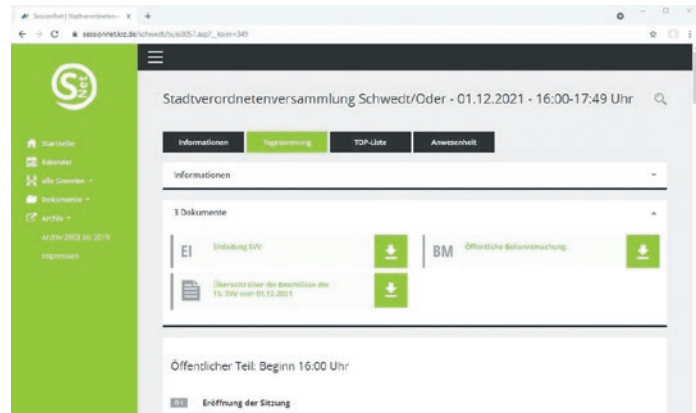 SessionNet | Stadtverordneten
sessionnet.krz.de/schwedt/bi/si0057.asp?__ksinr=349
S Net
Stadtverordnetenversammlung Schwedt/Oder - 01.12.2021 - 16:00-17:49 Uhr
Informationen
Tagesordnung
TOP-Liste
Anwesenheit
Startseite
Kalender
alle Gremien
Dokumente
Archiv
Archiv 2003 bis 2019
Impressum
Informationen
3 Dokumente
EI
Einladung SVV
BM
Öffentliche Bekanntmachung
Übersicht über die Beschlüsse der
15. SVV vom 01.12.2021
Öffentlicher Teil: Beginn 16:00 Uhr
Eröffnung der Sitzung